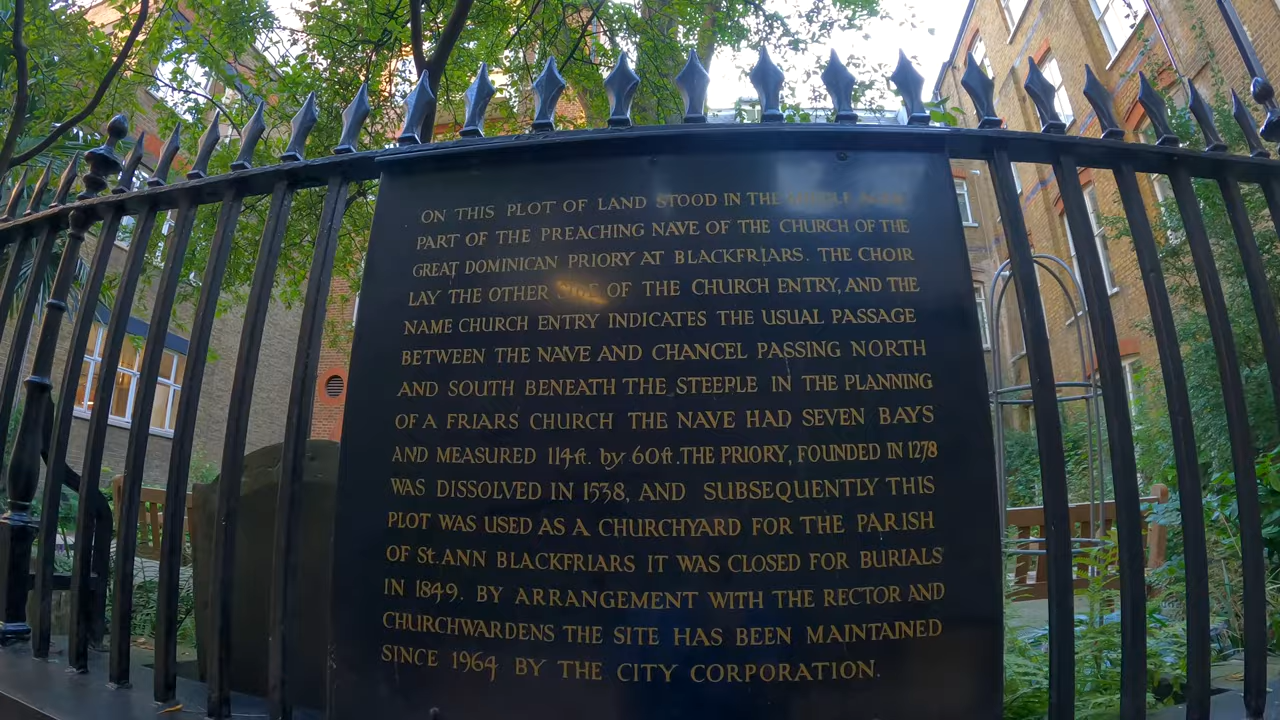 ON THIS PLOT OF LAND STOOD IN THE MIDDLE AGES
PART OF THE PREACHING NAVE OF THE CHURCH OF THE
GREAT DOMINICAN PRIORY AT BLACKFRIARS. THE CHOIR
LAY THE OTHER SIDE OF THE CHURCH ENTRY, AND THE
NAME CHURCH ENTRY INDICATES THE USUAL PASSAGE
BETWEEN THE NAVE AND CHANCEL PASSING NORTH
AND SOUTH BENEATH THE STEEPLE IN THE PLANNING
OF A FRIARS CHURCH THE NAVE HAD SEVEN BAYS
AND MEASURED 114ft. by 60ft. THE PRIORY, FOUNDED IN 1278
WAS DISSOLVED IN 1538, AND SUBSEQUENTLY THIS
PLOT WAS USED AS A CHURCHYARD FOR THE PARISH
OF St. ANN BLACKFRIARS IT WAS CLOSED FOR BURIALS
IN 1849. BY ARRANGEMENT WITH THE RECTOR AND
CHURCHWARDENS THE SITE HAS BEEN MAINTAINED
SINCE 1964 BY THE CITY CORPORATION.